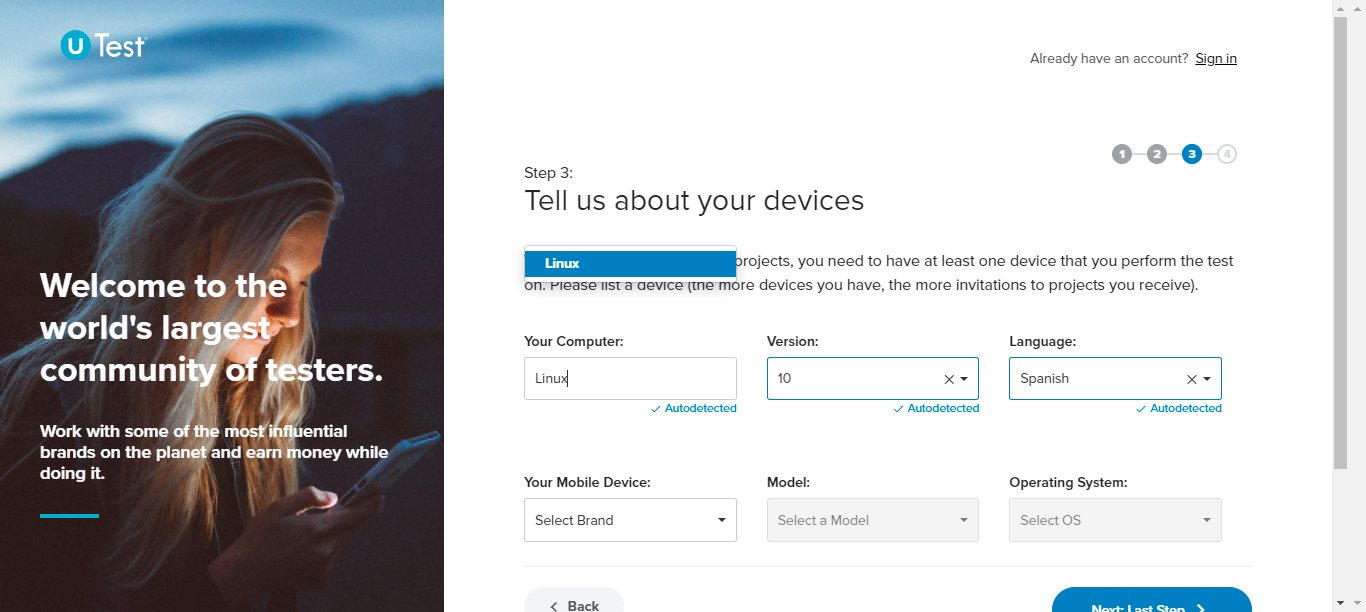 uTest
Already have an account? Sign in
1 2 3 4
Step 3:
Tell us about your devices
Linux
projects, you need to have at least one device that you perform the test
on. Please list a device (the more devices you have, the more invitations to projects you receive).
Welcome to the
world's largest
community of testers.
Work with some of the most influential
brands on the planet and earn money while
doing it.
Your Computer: Version: Language:
Linux 10 Spanish
Autodetected Autodetected Autodetected
Your Mobile Device: Model: Operating System:
Select Brand Select a Model Select OS
Back Next: Last Step